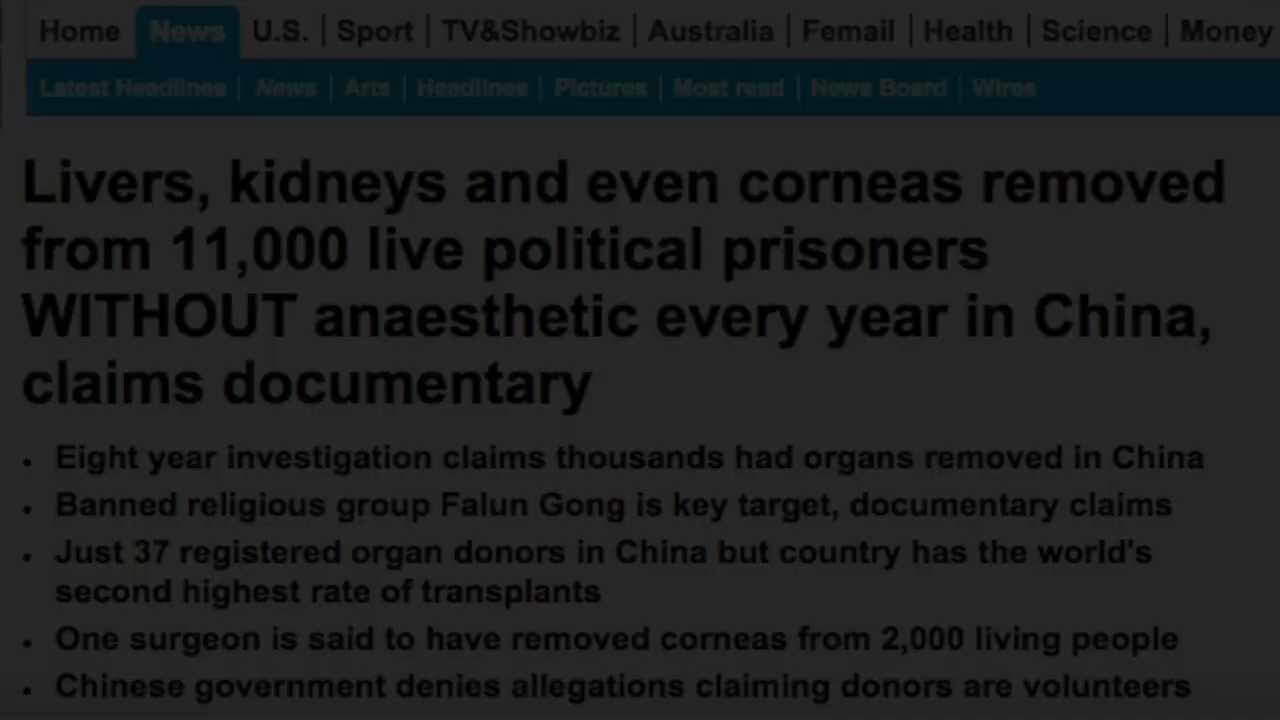 Home News U.S. Sport TV&Showbiz Australia Femail Health Science Money
Latest Headlines News Arts Headlines Pictures Most read News Board Wires
Livers, kidneys and even corneas removed
from 11,000 live political prisoners
WITHOUT anaesthetic every year in China,
claims documentary
• Eight year investigation claims thousands had organs removed in China
• Banned religious group Falun Gong is key target, documentary claims
• Just 37 registered organ donors in China but country has the world's
second highest rate of transplants
• One surgeon is said to have removed corneas from 2,000 living people
• Chinese government denies allegations claiming donors are volunteers